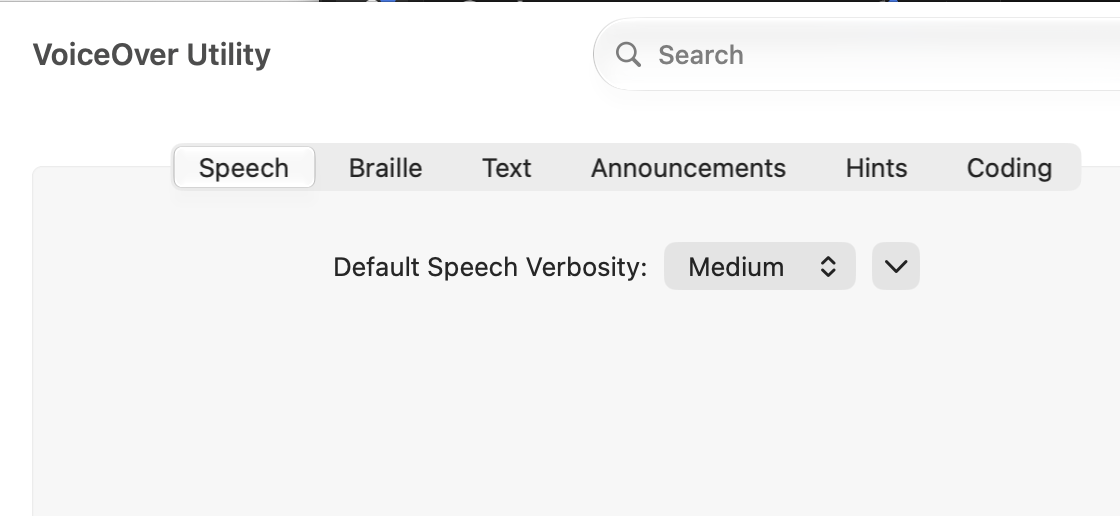 VoiceOver Utility
Search
Speech Braille Text Announcements Hints Coding
Default Speech Verbosity: Medium